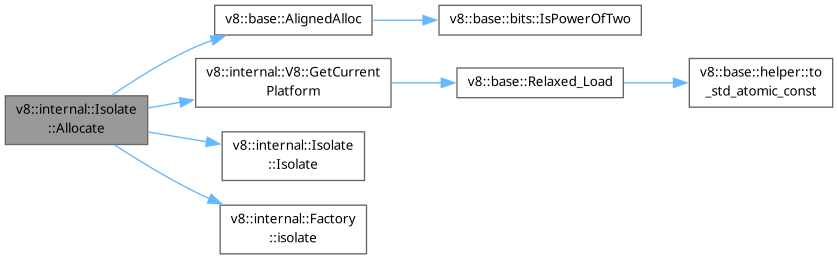 v8::base::AlignedAlloc
v8::base::bits::IsPowerOfTwo
v8::internal::V8::GetCurrent
Platform
v8::base::Relaxed_Load
v8::base::helper::to
_std_atomic_const
v8::internal::Isolate
::Allocate
v8::internal::Isolate
::Isolate
v8::internal::Factory
::isolate